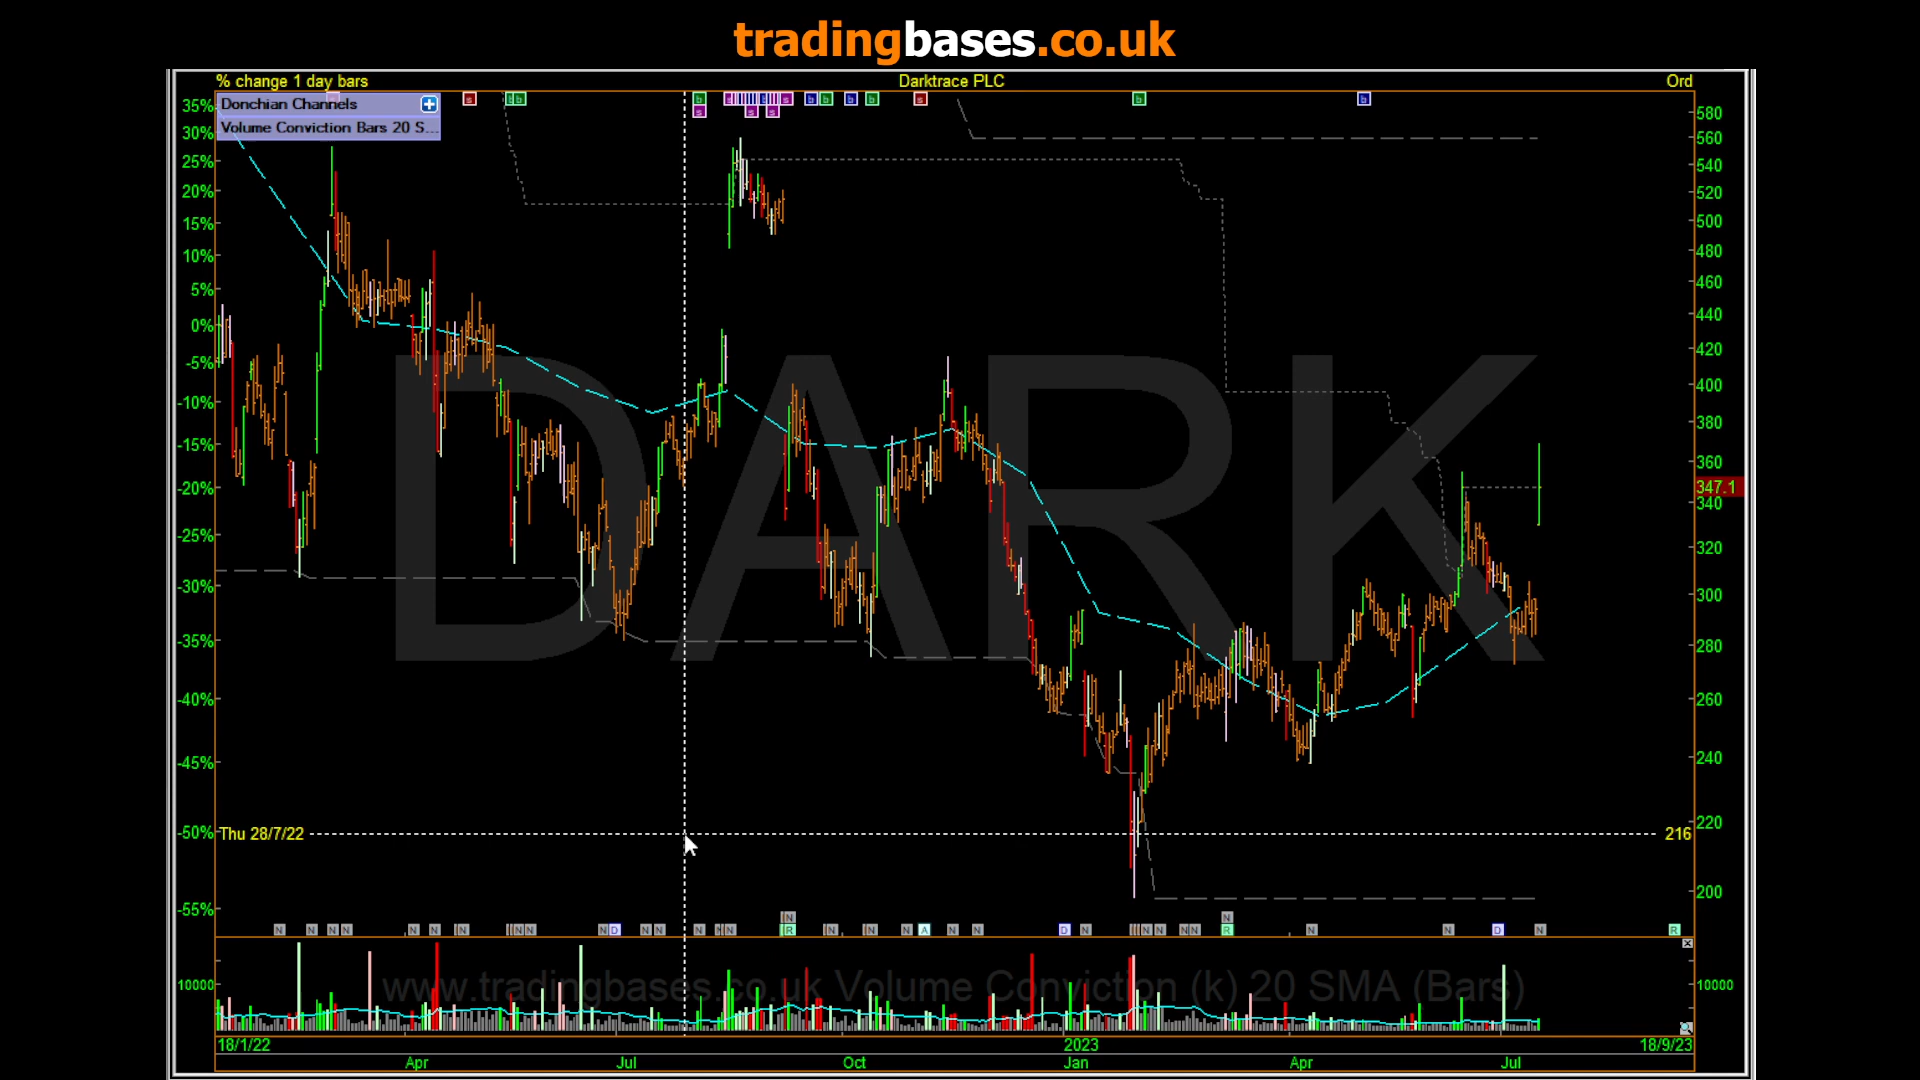 tradingbases.co.uk
% change 1 day bars Darktrace PLC Ord
Donchian Channels
Volume Conviction Bars 20 S...
35% 580
30% 560
25% 540
20% 520
15% 500
10% 480
5% 460
0% 440
-5% 420
-10% 400
-15% 380
360
-20% 347.1
340
-25% 320
-30% 300
-35% 280
-40% 260
-45% 240
-50% 220
Thu 28/7/22 216
200
-55%
DARK
www.tradingbases.co.uk Volume Conviction (k) 20 SMA (Bars)
10000 10000
18/1/22 2023 18/9/23
Apr Jul Oct Jan Apr Jul